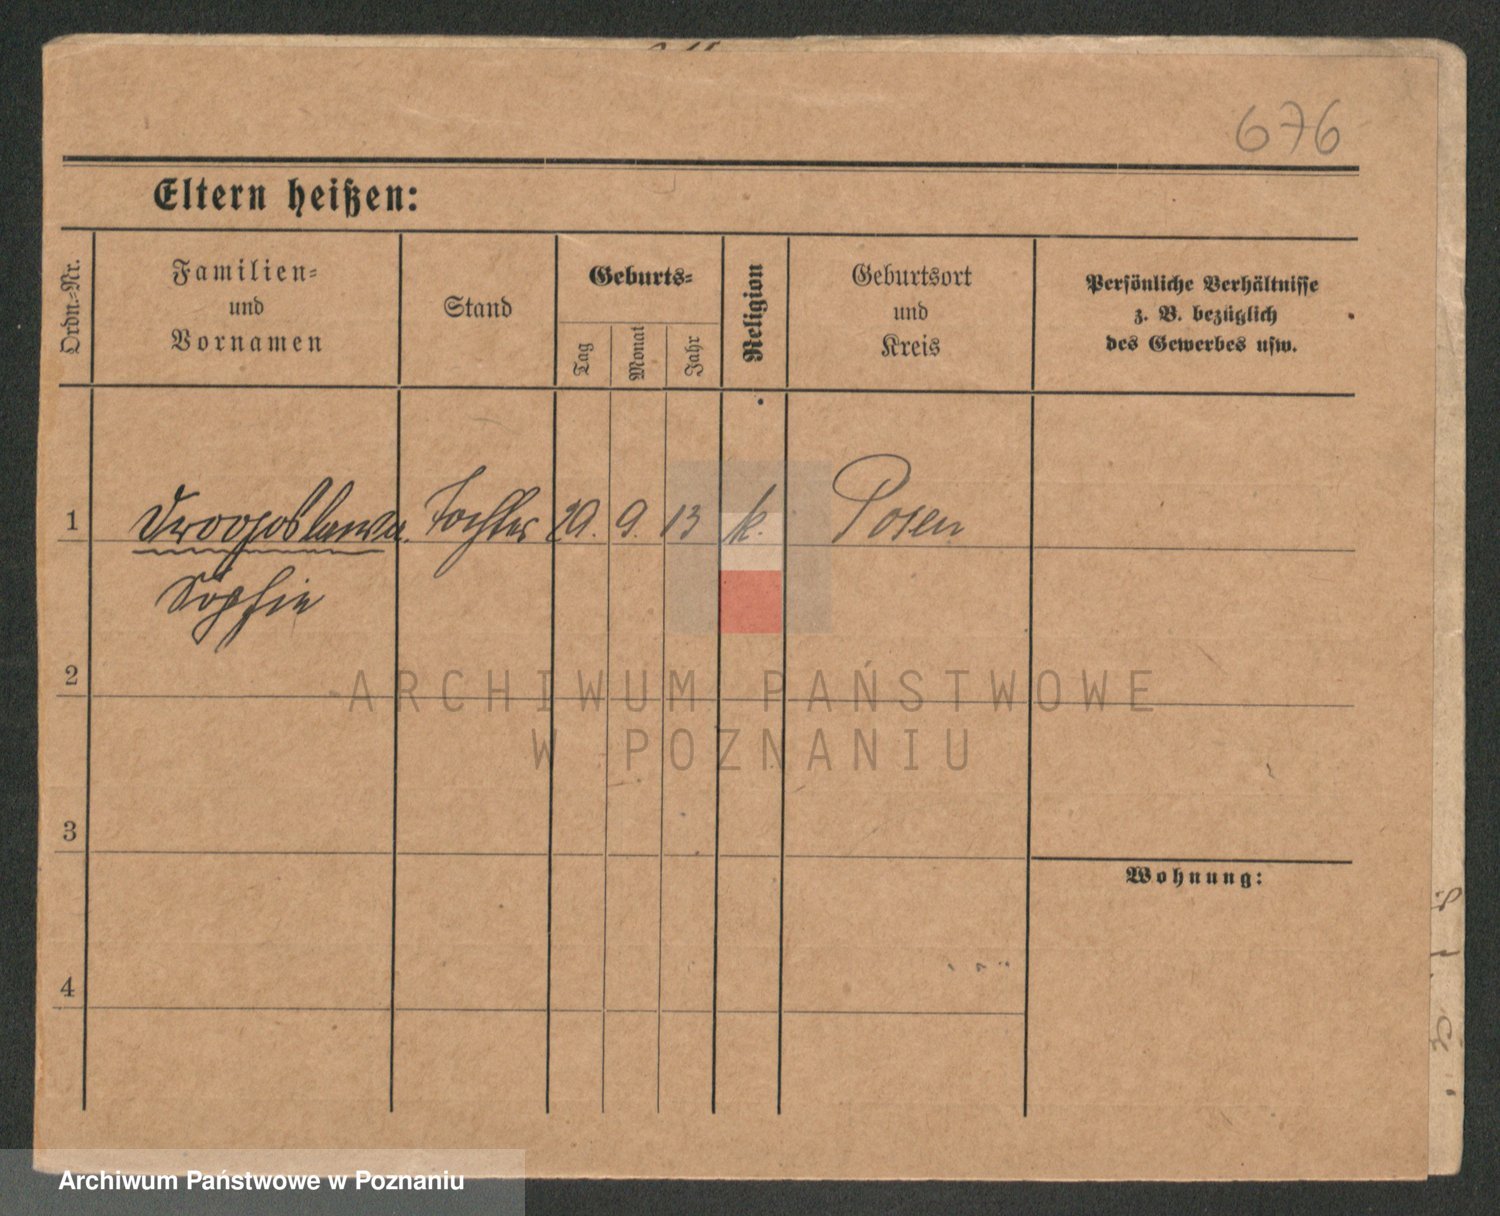 676
Eltern heißen:
Ordn.-Nr.
Familien-
und
Vornamen
Stand
Geburts-
Tag
Monat
Jahr
Religion
Geburtsort
und
Kreis
Persönliche Verhältnisse
z. B. bezüglich
des Gewerbes usw.
1 Tochter 29. 9. 13 k. Posen
Sophie
2
ARCHIWUM PAŃSTWOWE
W POZNANIU
3
Wohnung:
4
Archiwum Państwowe w Poznaniu